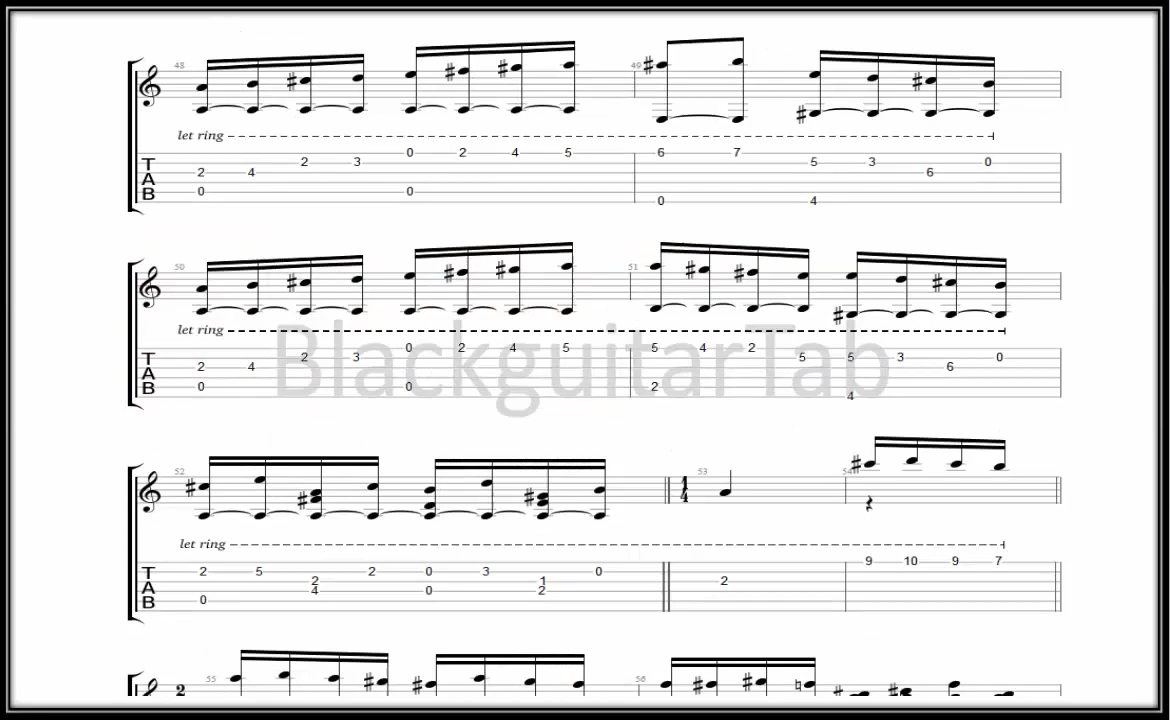 48 49
let ring
0 2 4 5 6 7
T 2 3 5 3 0
A 2 4 6
B 0 0
0 4
50 51
let ring
BlackguitarTab
0 2 4 5 5 4 2
T 2 3 5 5 3 0
A 2 4 6
B 0 0 2
4
52 53 54
1
4
let ring
9 10 9 7
T 2 5 2 0 3 0
A 2 1 2
4 0 2
B 0
55 56
2